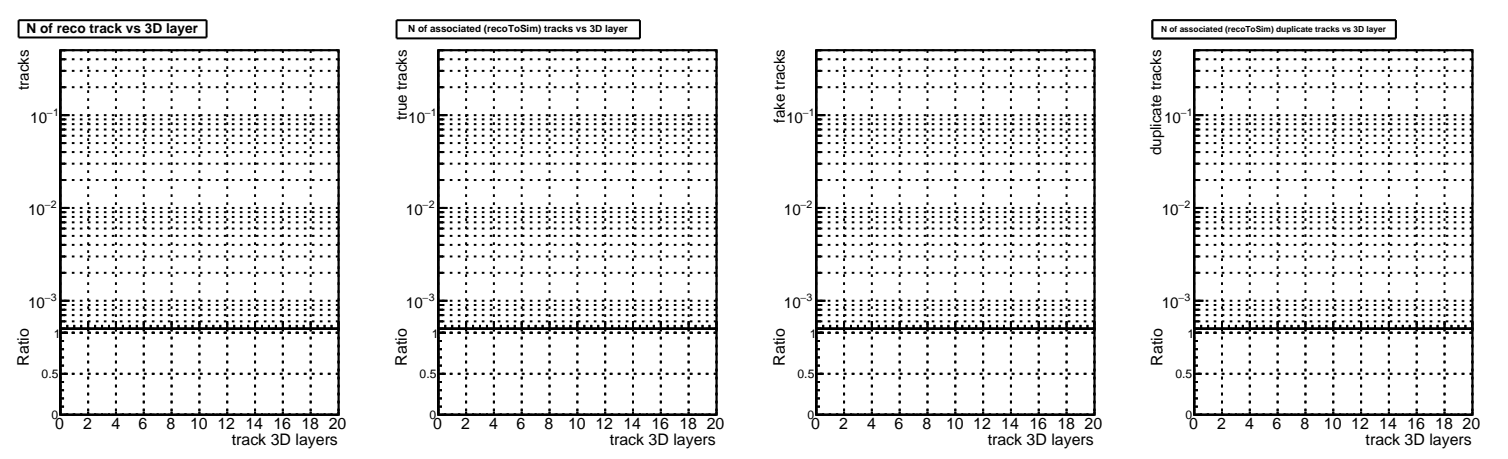 N of reco track vs 3D layer
tracks
10⁻¹
10⁻²
10⁻³
Ratio
1
0.5
0
0 2 4 6 8 10 12 14 16 18 20
track 3D layers
N of associated (recoToSim) tracks vs 3D layer
true tracks
10⁻¹
10⁻²
10⁻³
Ratio
1
0.5
0
0 2 4 6 8 10 12 14 16 18 20
track 3D layers
fake tracks
10⁻¹
10⁻²
10⁻³
Ratio
1
0.5
0
0 2 4 6 8 10 12 14 16 18 20
track 3D layers
N of associated (recoToSim) duplicate tracks vs 3D layer
duplicate tracks
10⁻¹
10⁻²
10⁻³
Ratio
1
0.5
0
0 2 4 6 8 10 12 14 16 18 20
track 3D layers